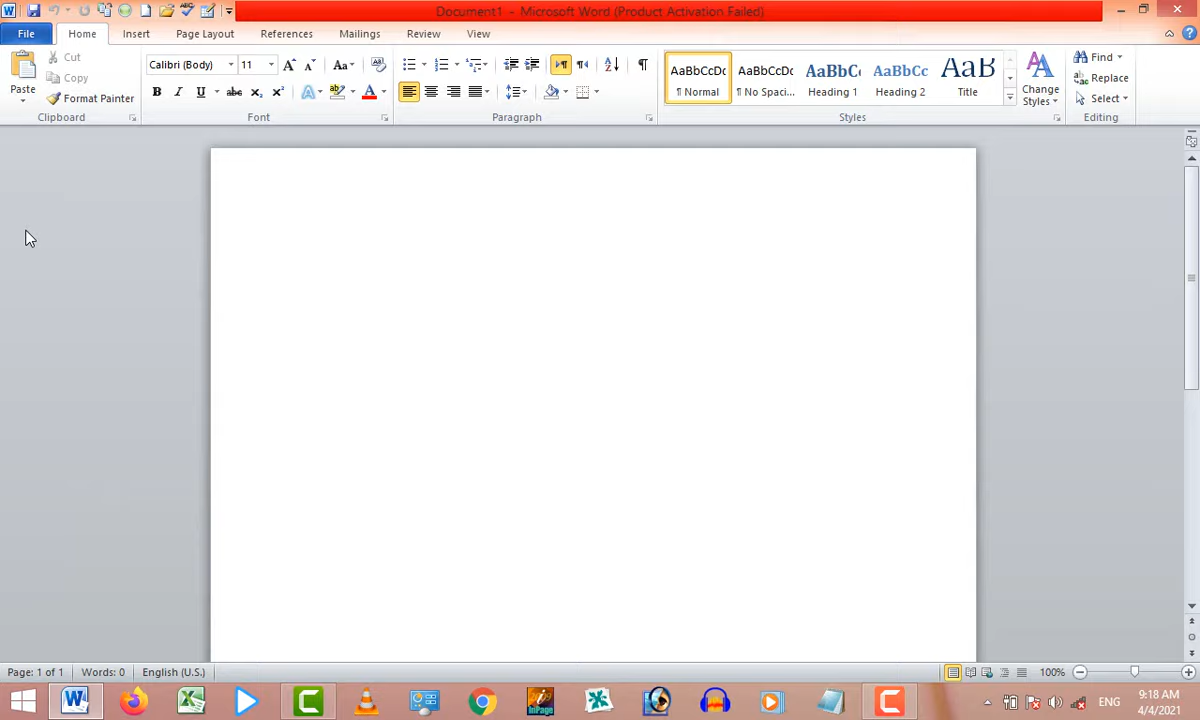 Document1 - Microsoft Word (Product Activation Failed)
File Home Insert Page Layout References Mailings Review View
Paste
Cut
Copy
Format Painter
Clipboard
Calibri (Body) 11
Font
Paragraph
AaBbCcDc AaBbCcDc AaBbC AaBbCc AaB
¶ Normal ¶ No Spaci... Heading 1 Heading 2 Title
Change
Styles
Styles
Find
Replace
Select
Editing
Page: 1 of 1 Words: 0 English (U.S.) 100%
InPage
ENG
9:18 AM
4/4/2021